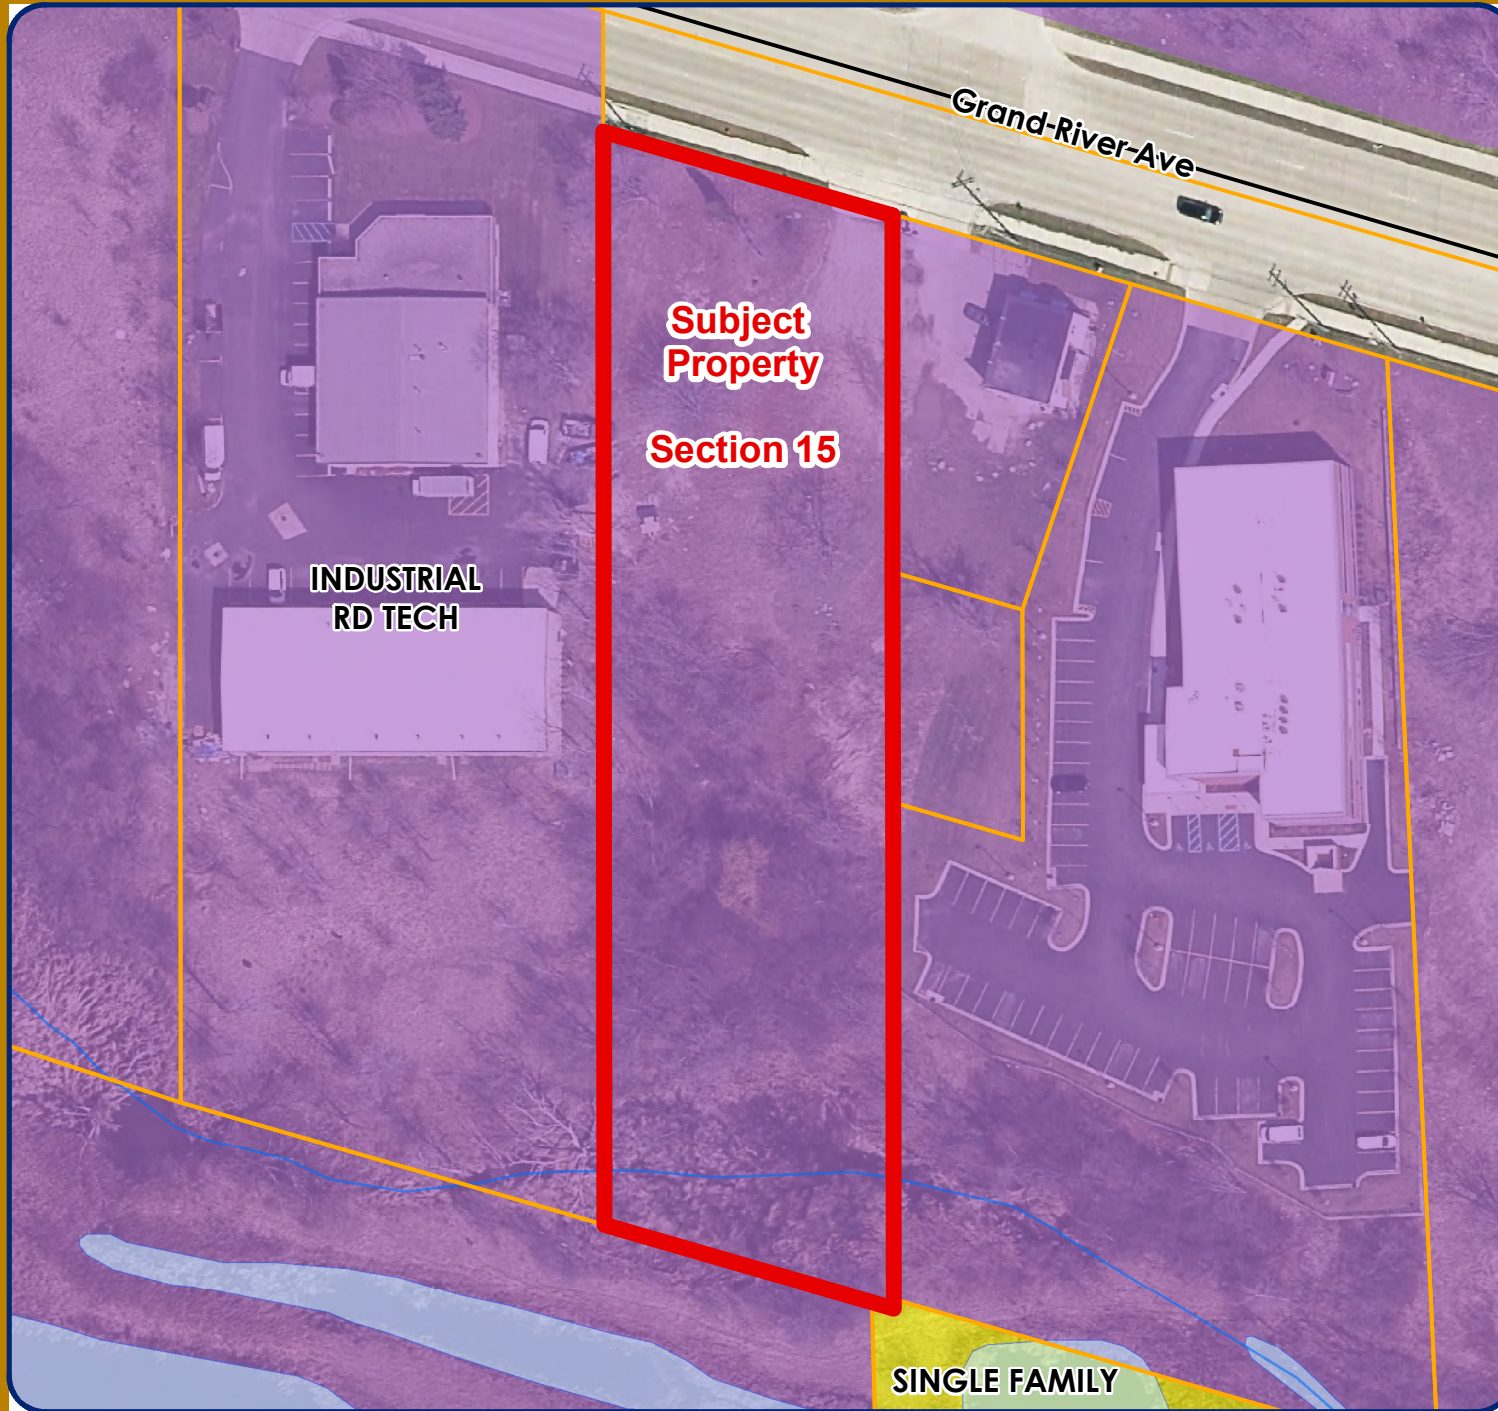 Grand River Ave
Subject
Property
Section 15
INDUSTRIAL
RD TECH
SINGLE FAMILY